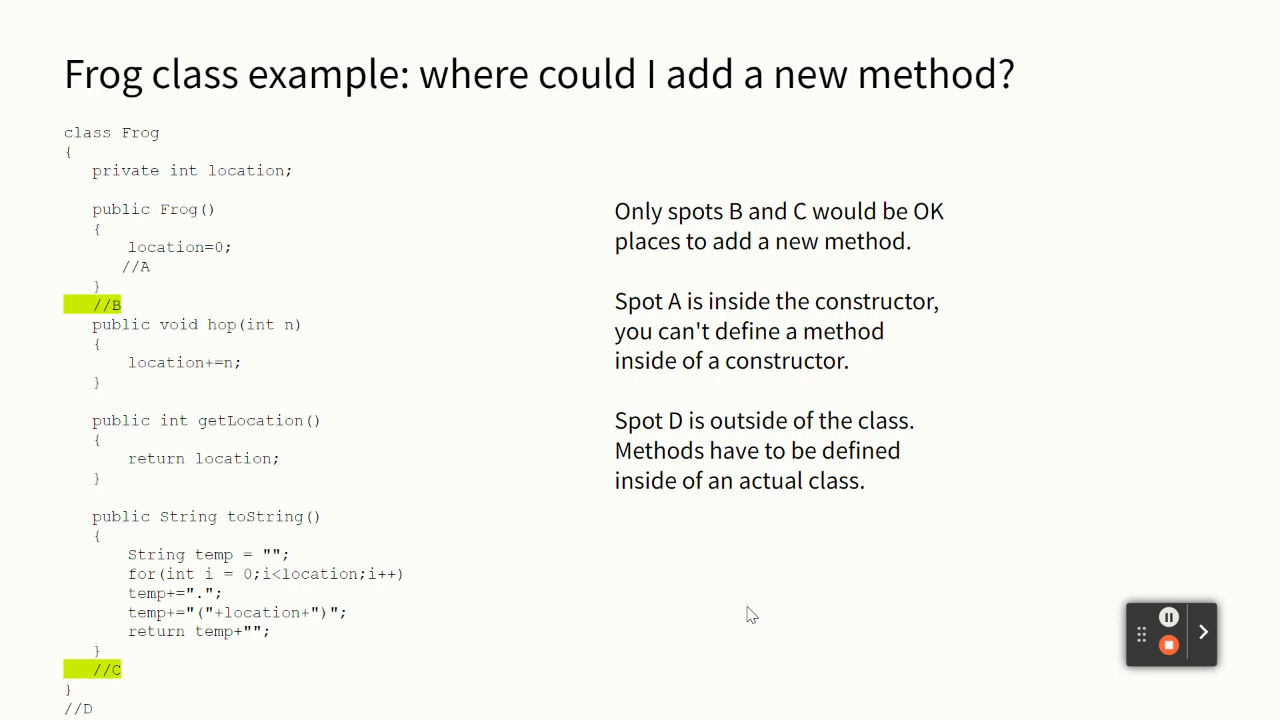 Frog class example: where could I add a new method?
class Frog
{
private int location;
public Frog()
{
location=0;
//A
}
//B
public void hop(int n)
{
location+=n;
}
public int getLocation()
{
return location;
}
public String toString()
{
String temp = "";
for(int i = 0;i<location;i++)
temp+=".";
temp+="("+location+")";
return temp+"";
}
//C
}
//D
Only spots B and C would be OK
places to add a new method.
Spot A is inside the constructor,
you can't define a method
inside of a constructor.
Spot D is outside of the class.
Methods have to be defined
inside of an actual class.